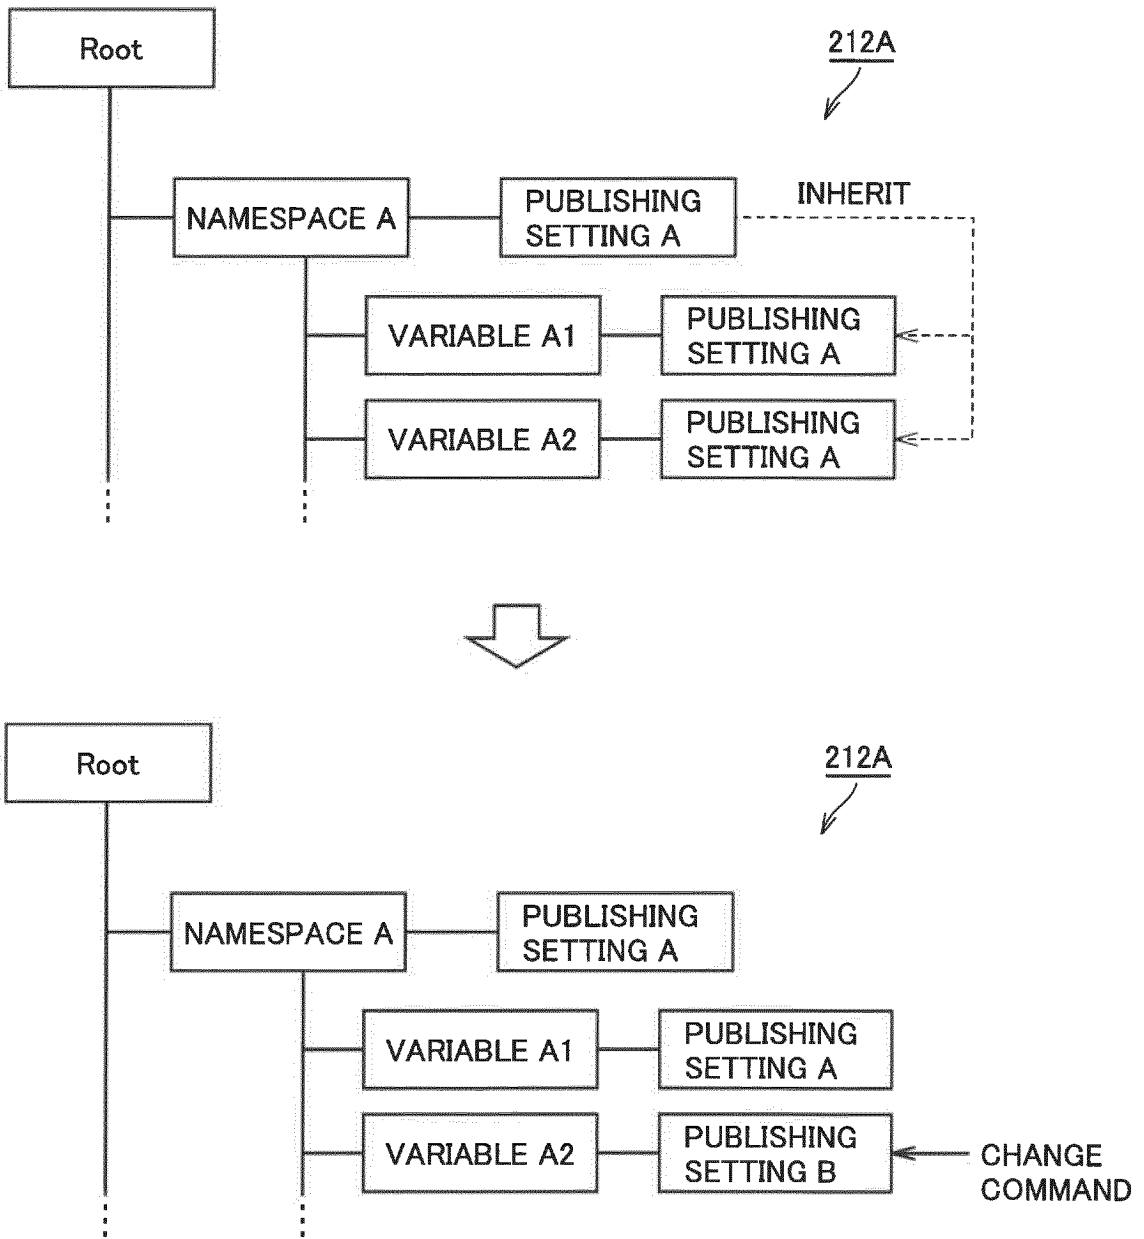 Root
212A
NAMESPACE A
PUBLISHING
SETTING A
INHERIT
VARIABLE A1
PUBLISHING
SETTING A
VARIABLE A2
PUBLISHING
SETTING A
Root
212A
NAMESPACE A
PUBLISHING
SETTING A
VARIABLE A1
PUBLISHING
SETTING A
VARIABLE A2
PUBLISHING
SETTING B
CHANGE
COMMAND